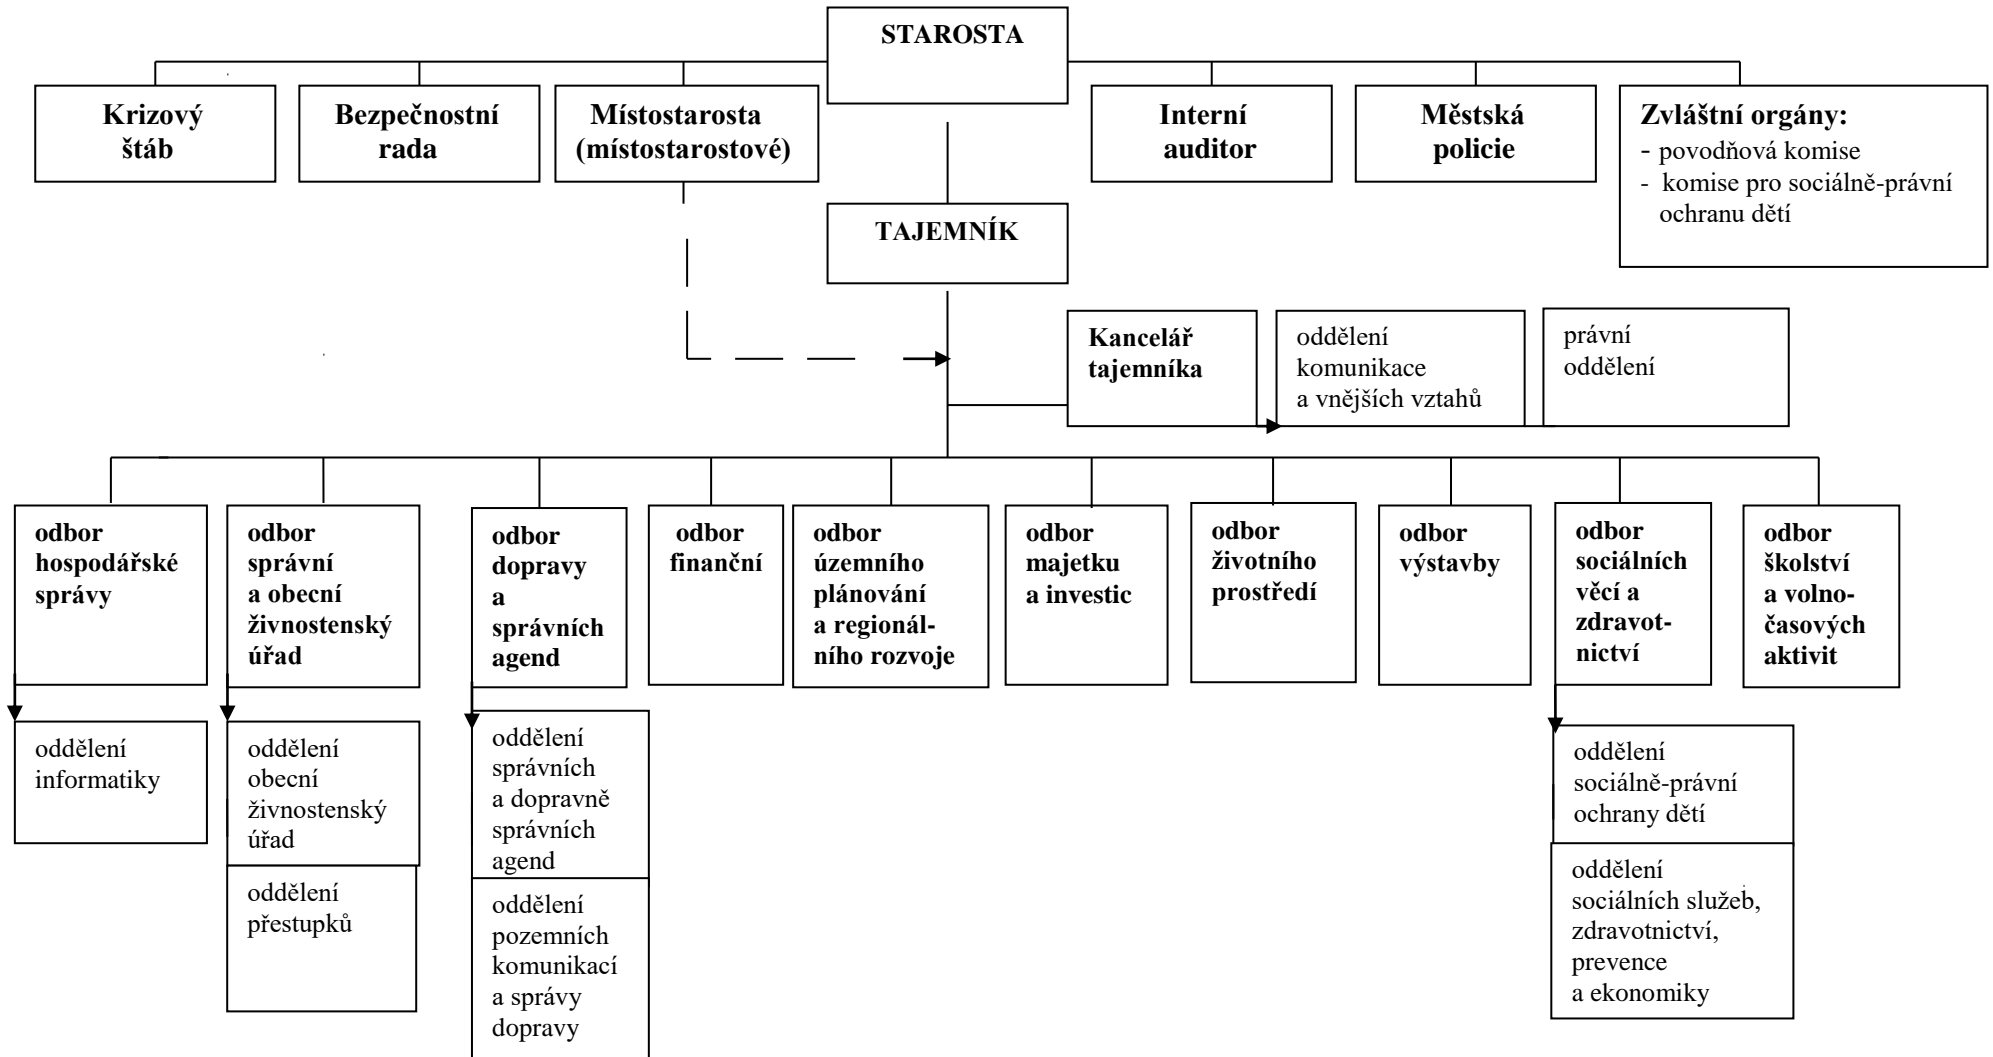 STAROSTA
Krizový
štáb
Bezpečnostní
rada
Místostarosta
(místostarostové)
Interní
auditor
Městská
policie
Zvláštní orgány:
- povodňová komise
- komise pro sociálně-právní
ochranu dětí
TAJEMNÍK
Kancelář
tajemníka
oddělení
komunikace
a vnějších vztahů
právní
oddělení
odbor
hospodářské
správy
odbor
správní
a obecní
živnostenský
úřad
odbor
dopravy
a
správních
agend
odbor
finanční
odbor
územního
plánování
a regionál-
ního rozvoje
odbor
majetku
a investic
odbor
životního
prostředí
odbor
výstavby
odbor
sociálních
věcí a
zdravot-
nictví
odbor
školství
a volno-
časových
aktivit
oddělení
informatiky
oddělení
obecní
živnostenský
úřad
oddělení
přestupků
oddělení
správních
a dopravně
správních
agend
oddělení
pozemních
komunikací
a správy
dopravy
oddělení
sociálně-právní
ochrany dětí
oddělení
sociálních služeb,
zdravotnictví,
prevence
a ekonomiky